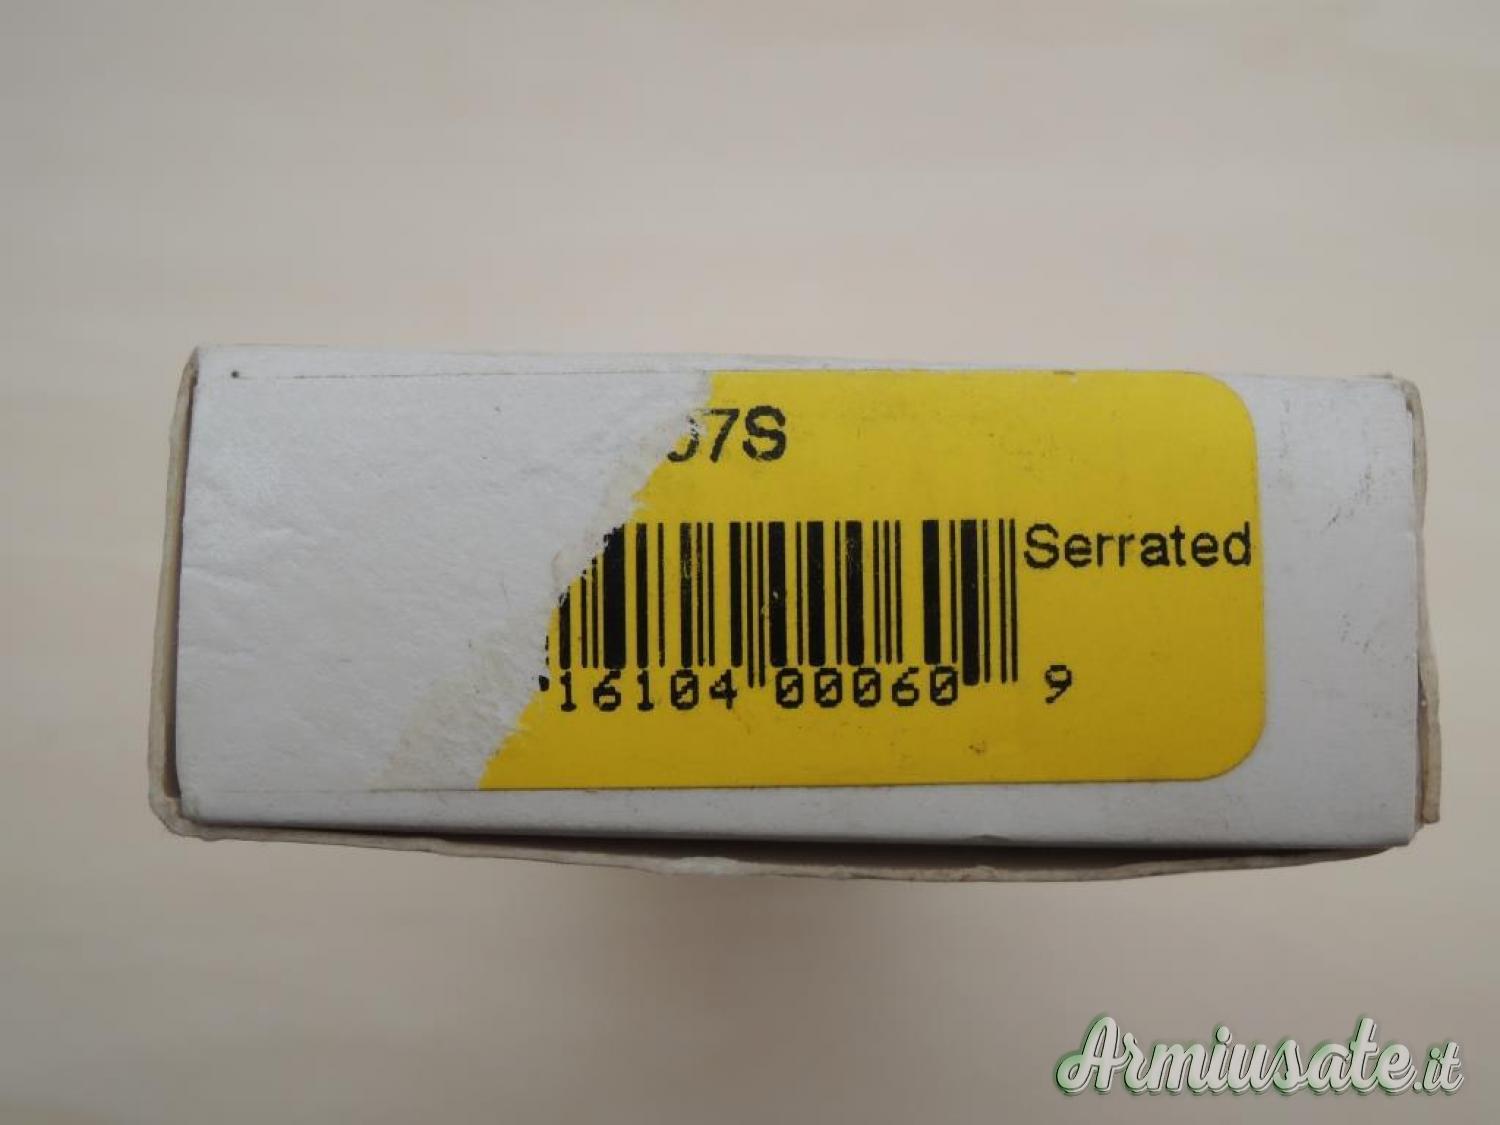 07S
Serrated
16104 00060 9
Armiusate.it